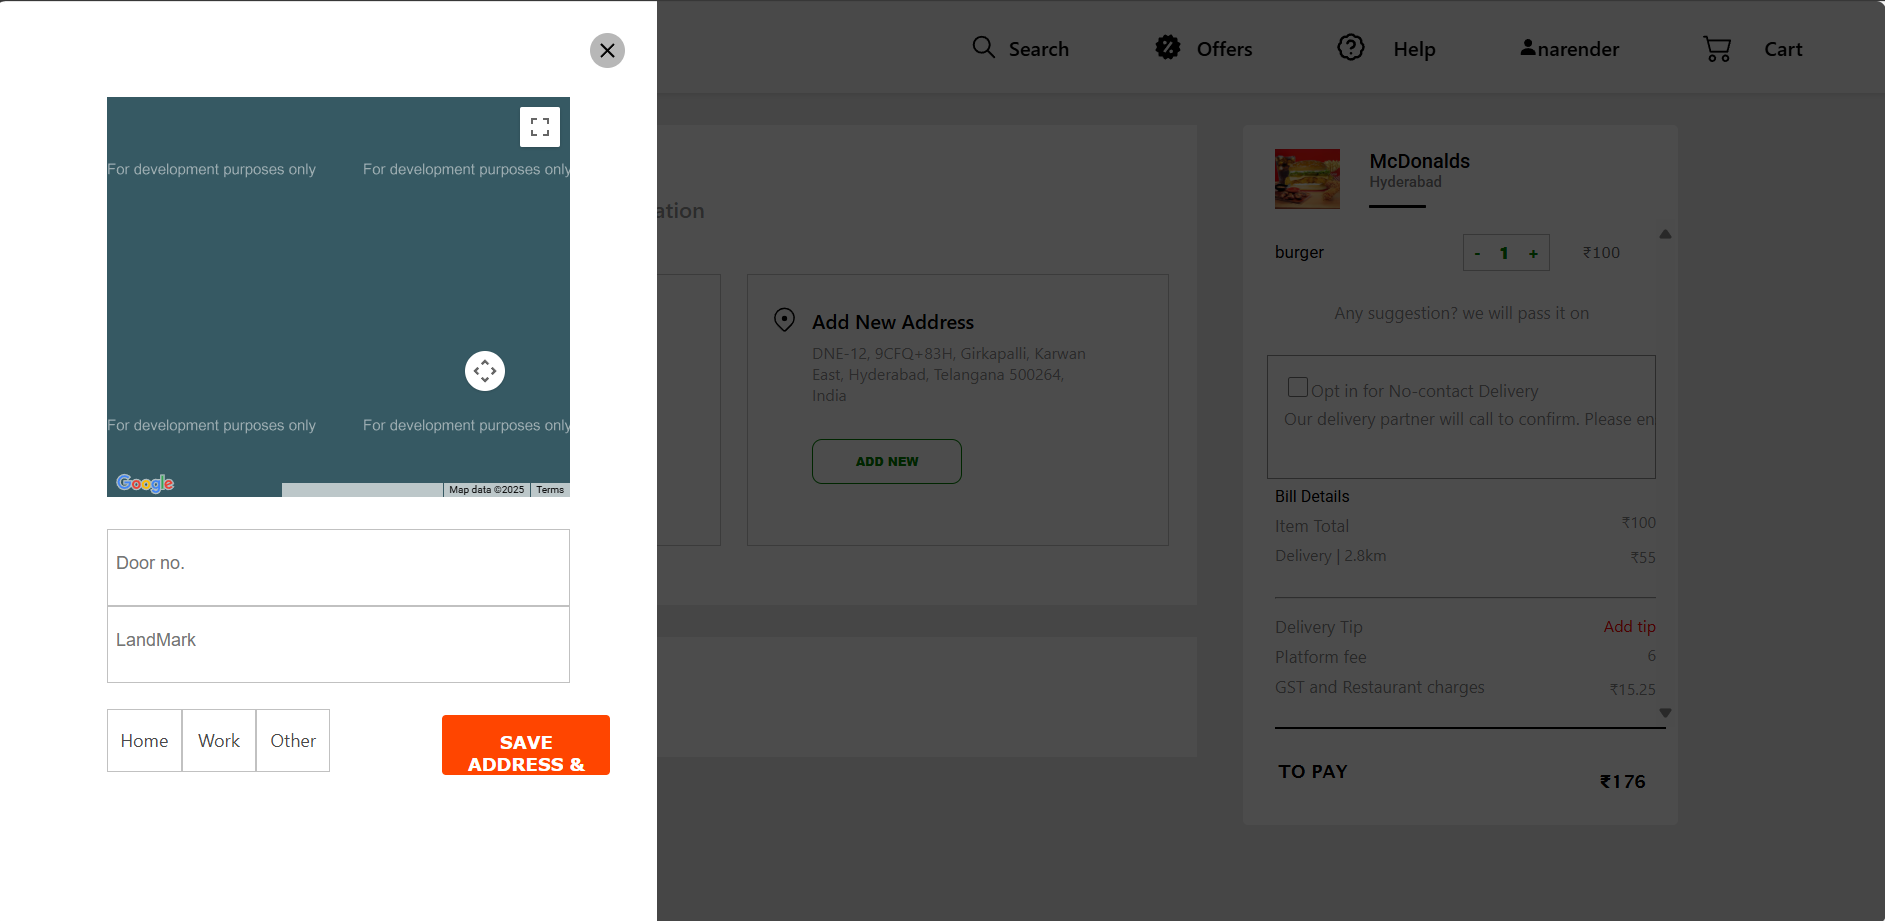 Search
Offers
Help
narender
Cart
For development purposes only
For development purposes only
For development purposes only
For development purposes only
Google
Map data ©2025
Terms
Door no.
LandMark
Home
Work
Other
SAVE
ADDRESS &
ation
Add New Address
DNE-12, 9CFQ+83H, Girkapalli, Karwan
East, Hyderabad, Telangana 500264,
India
ADD NEW
McDonalds
Hyderabad
burger
- 1 +
₹100
Any suggestion? we will pass it on
Opt in for No-contact Delivery
Our delivery partner will call to confirm. Please en
Bill Details
Item Total
₹100
Delivery | 2.8km
₹55
Delivery Tip
Add tip
Platform fee
6
GST and Restaurant charges
₹15.25
TO PAY
₹176